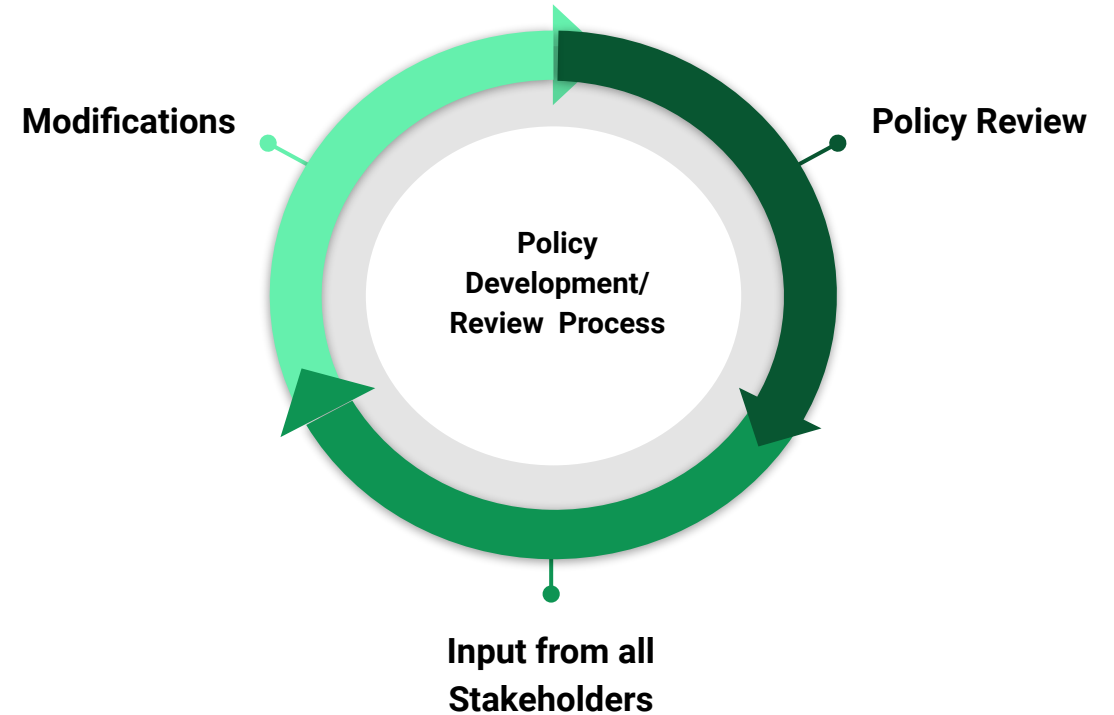 Modifications
Policy Review
Policy
Development/
Review  Process
Input from all
Stakeholders